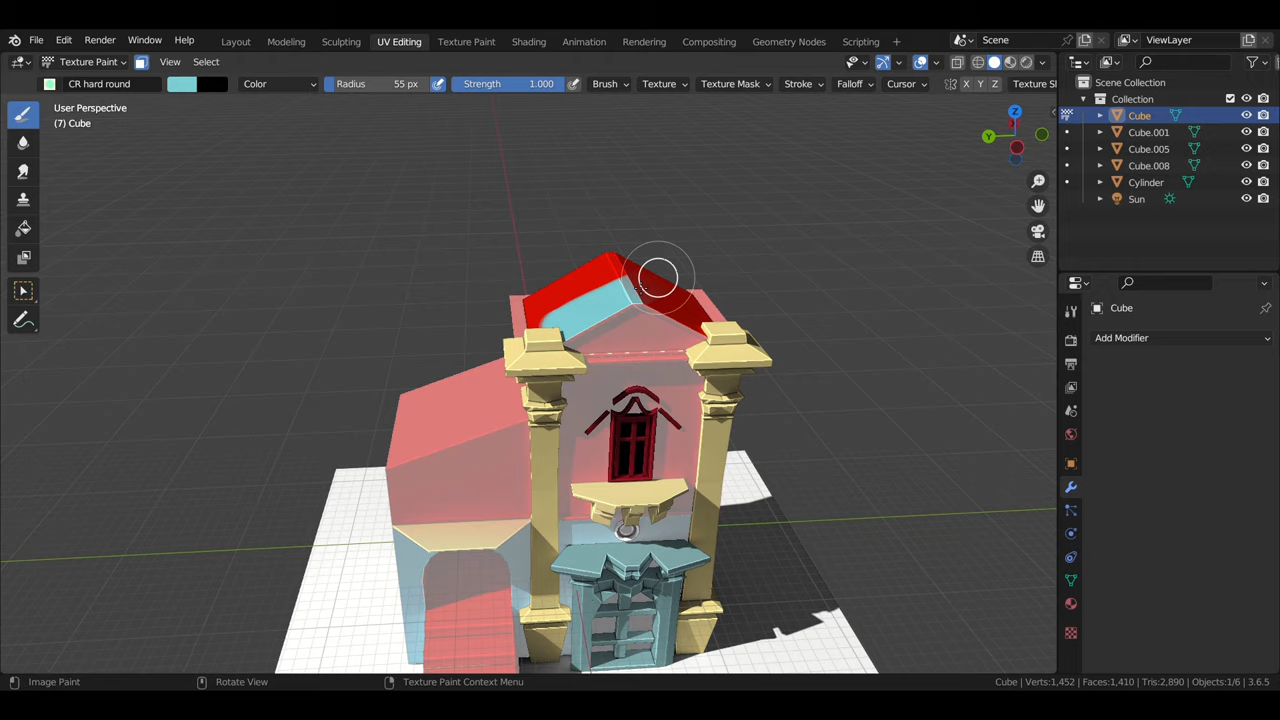 File Edit Render Window Help Layout Modeling Sculpting UV Editing Texture Paint Shading Animation Rendering Compositing Geometry Nodes Scripting + Scene ViewLayer
Texture Paint View Select
CR hard round Color Radius 55 px Strength 1.000 Brush Texture Texture Mask Stroke Falloff Cursor X Y Z Texture Sl
User Perspective
(7) Cube
Z
Y
Scene Collection
Collection
Cube
Cube.001
Cube.005
Cube.008
Cylinder
Sun
Cube
Add Modifier
Image Paint Rotate View Texture Paint Context Menu Cube | Verts:1,452 | Faces:1,410 | Tris:2,890 | Objects:1/6 | 3.6.5